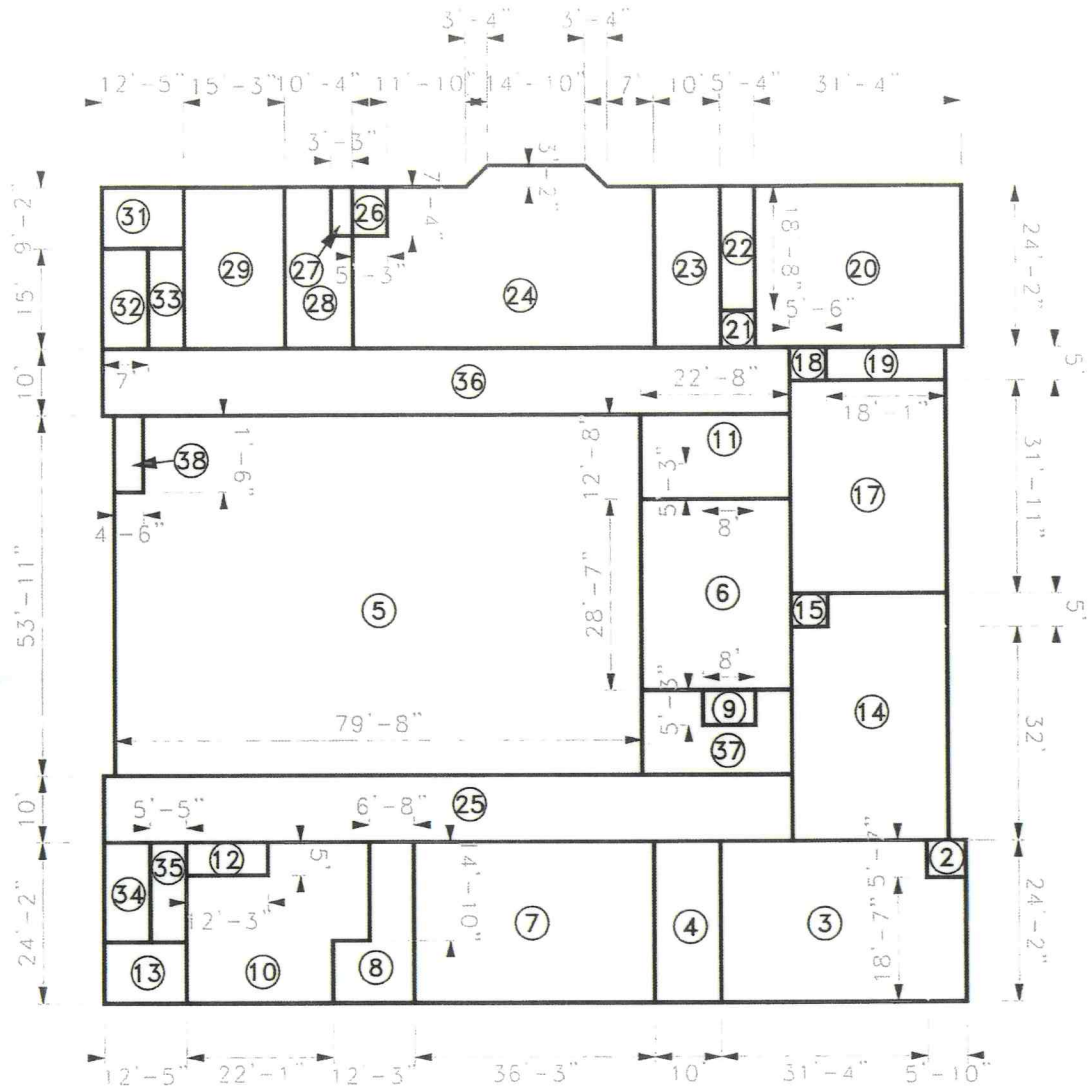 3'-4" 3'-4"
12'-5" 15'-3" 10'-4" 11'-10" 14'-10" 7' 10' 5'-4" 31'-4"
3'-3" 3'-2"
7'-4"
9'-2" 31 26 22 18'-8" 24'-2"
29 27 5'-3" 23 20
15' 32 33 28 24 5'-6"
21
10' 7' 36 22'-8" 18 19 5'
18'-1"
38 1'-6" 12'-8" 11
5'-3" 17 31'-11"
4'-6" 8'
53'-11" 5 28'-7" 6 15 5'
8'
5'-3" 9 14 32'
79'-8" 37
10' 5'-5" 6'-8" 25
12 5' 14'-10" 5'-4" 2
34 35 12'-3"
24'-2" 7 4 3 18'-7" 24'-2"
13 10 8
12'-5" 22'-1" 12'-3" 36'-3" 10' 31'-4" 5'-10"